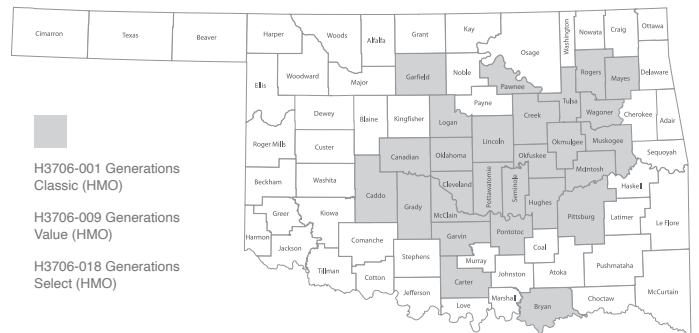 Cimarron
Texas
Beaver
Harper
Woods
Alfalfa
Grant
Kay
Osage
Washington
Nowata
Craig
Ottawa
Ellis
Woodward
Major
Garfield
Noble
Pawnee
Rogers
Mayes
Delaware
Dewey
Blaine
Kingfisher
Logan
Payne
Creek
Tulsa
Wagoner
Cherokee
Adair
Roger Mills
Custer
Canadian
Oklahoma
Lincoln
Okfuskee
Okmulgee
Muskogee
McIntosh
Sequoyah
Beckham
Washita
Caddo
Grady
Cleveland
McClain
Pottawatomie
Seminole
Hughes
Pittsburg
Haskell
Latimer
Le Flore
Greer
Kiowa
Harmon
Jackson
Comanche
Tillman
Cotton
Stephens
Jefferson
Garvin
Pontotoc
Murray
Carter
Love
Johnston
Marshall
Coal
Atoka
Bryan
Pushmataha
Choctaw
McCurtain
H3706-001 Generations
Classic (HMO)
H3706-009 Generations
Value (HMO)
H3706-018 Generations
Select (HMO)